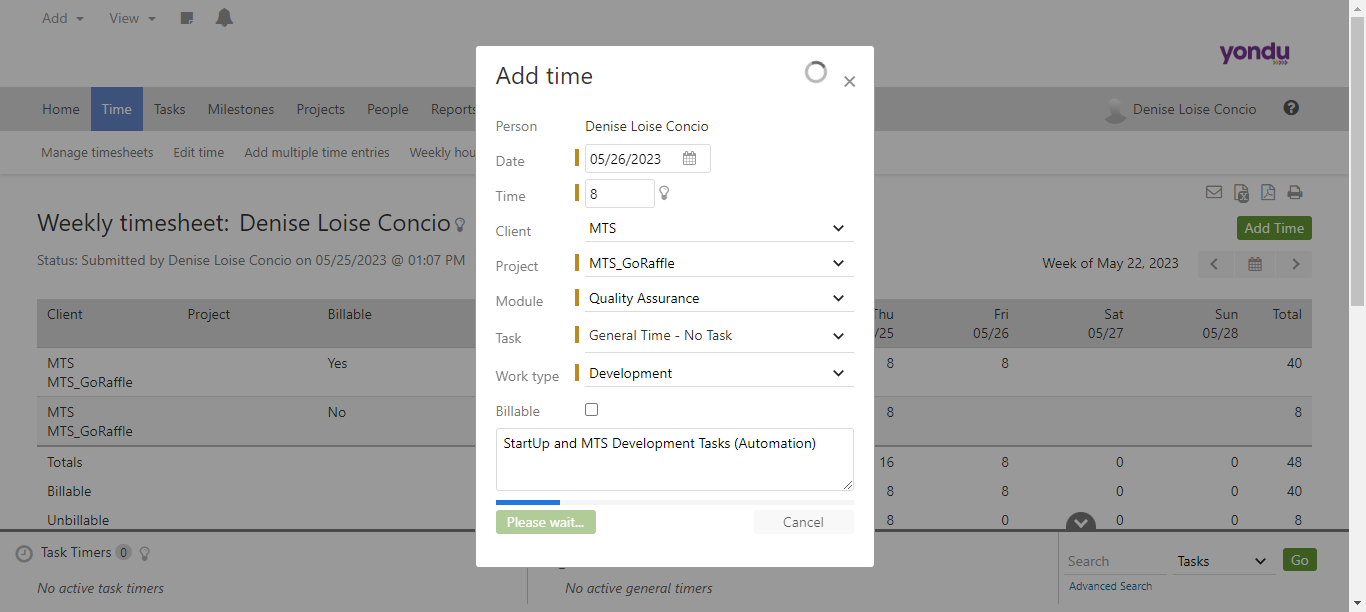 Add View
yondu
Home Time Tasks Milestones Projects People Reports Denise Loise Concio ?
Manage timesheets Edit time Add multiple time entries Weekly hou
Weekly timesheet: Denise Loise Concio
Add Time
Status: Submitted by Denise Loise Concio on 05/25/2023 @ 01:07 PM
Week of May 22, 2023
Client Project Billable Thu Fri Sat Sun Total
/25 05/26 05/27 05/28
MTS Yes 8 8 40
MTS_GoRaffle
MTS No 8 8
MTS_GoRaffle
Totals 16 8 0 0 48
Billable 8 8 0 0 40
Unbillable 8 0 0 0 8
Add time
Person Denise Loise Concio
Date 05/26/2023
Time 8
Client MTS
Project MTS_GoRaffle
Module Quality Assurance
Task General Time - No Task
Work type Development
Billable
StartUp and MTS Development Tasks (Automation)
Please wait... Cancel
Task Timers 0
No active task timers
No active general timers
Search Tasks Go
Advanced Search